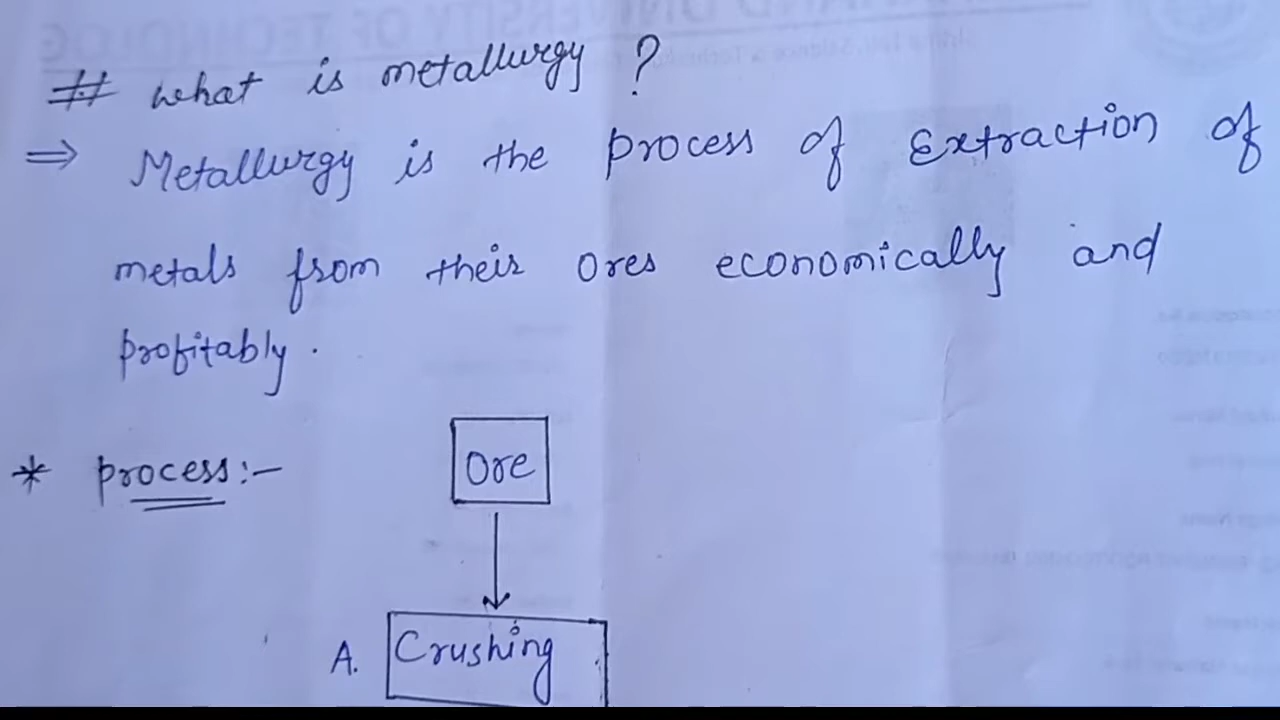 # what is metallurgy ?
⇒ Metallurgy is the process of Extraction of
metals from their ores economically and
profitably.
* process:-
Ore
A. Crushing